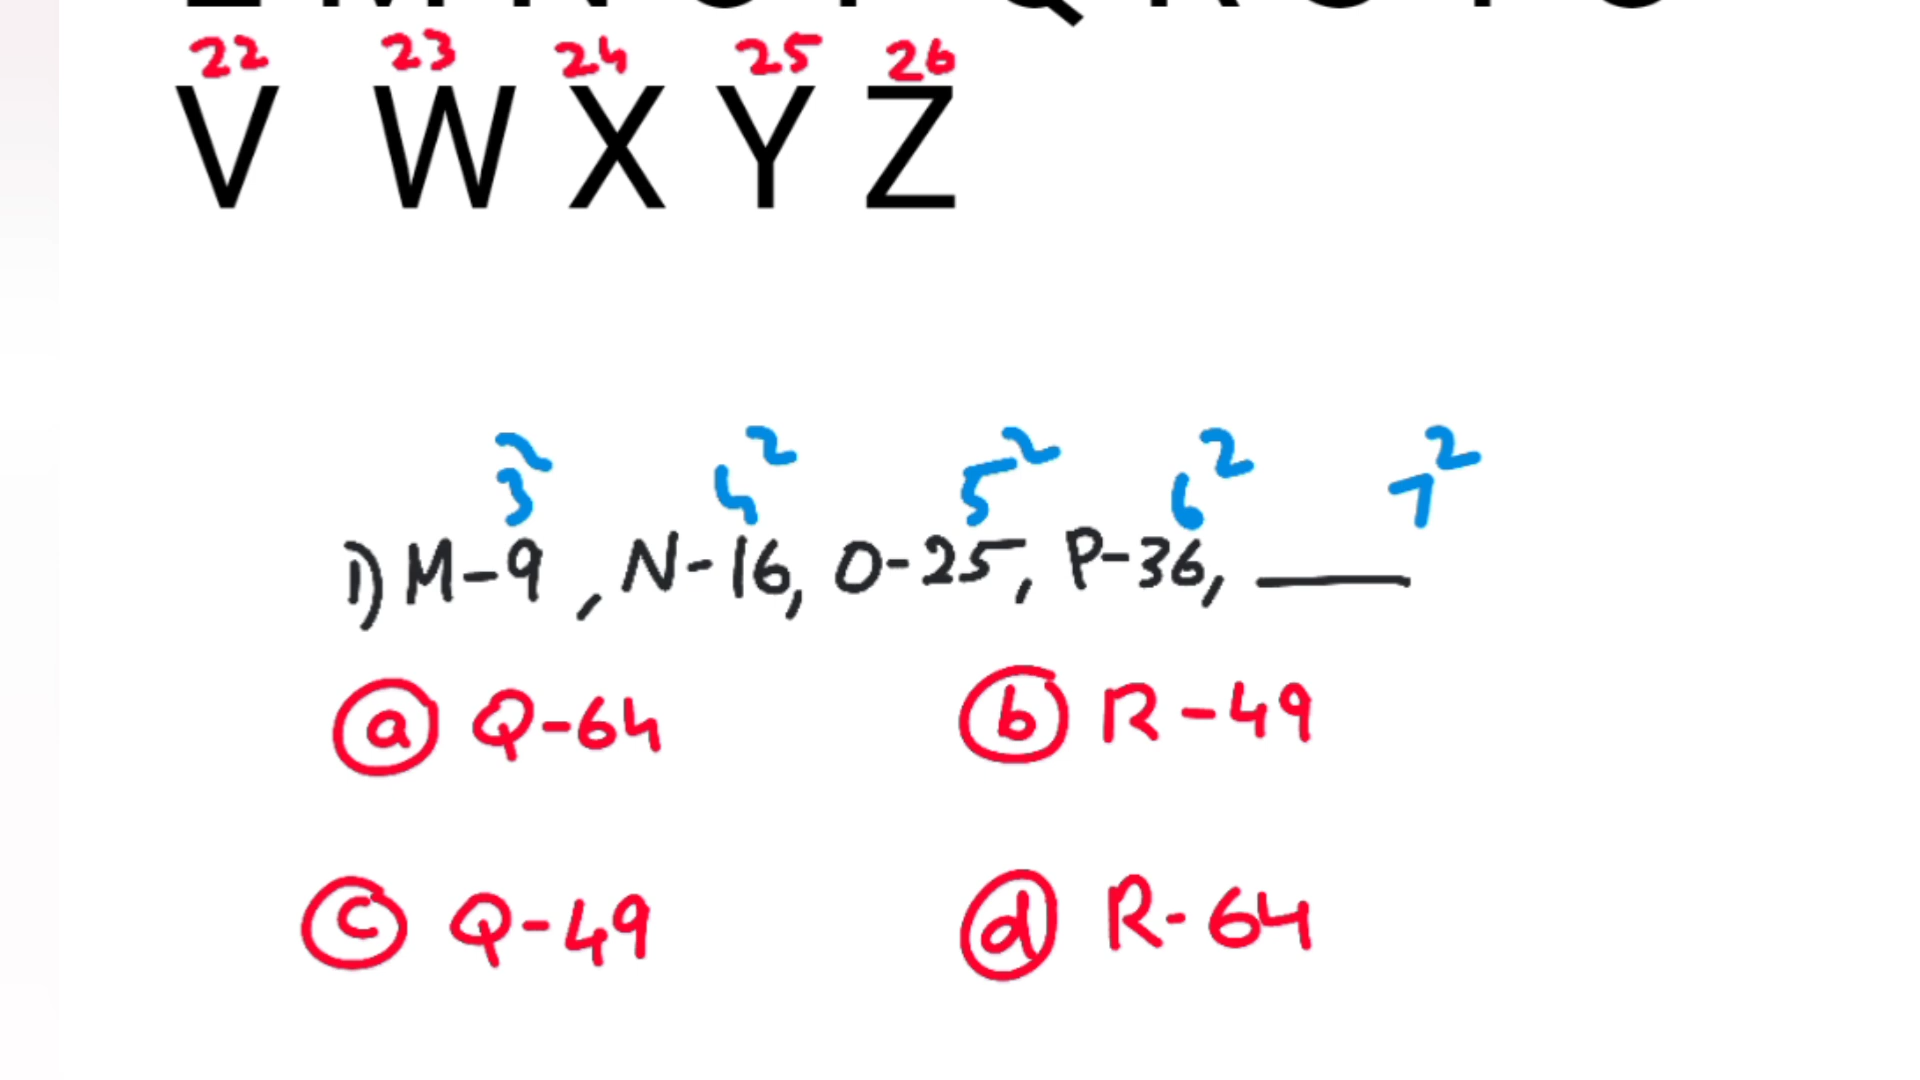 L M N O P Q R S T U
22 23 24 25 26
V W X Y Z
3² 4² 5² 6² 7²
1) M-9, N-16, O-25, P-36, ____
(a) Q-64 (b) R-49
(c) Q-49 (d) R-64